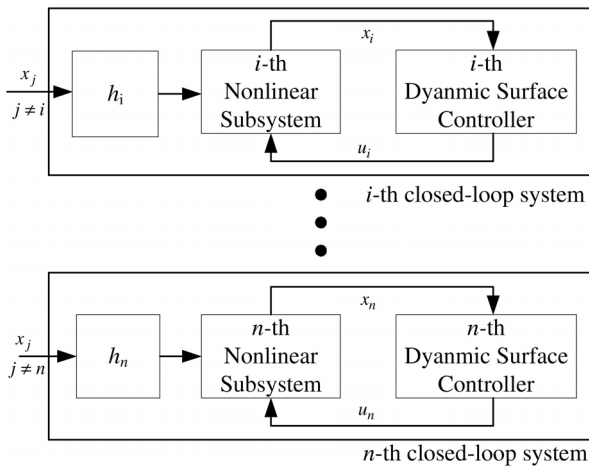 x_i
x_j
j ≠ i
h_i
i-th
Nonlinear
Subsystem
i-th
Dyanmic Surface
Controller
u_i
i-th closed-loop system
x_n
x_j
j ≠ n
h_n
n-th
Nonlinear
Subsystem
n-th
Dyanmic Surface
Controller
u_n
n-th closed-loop system